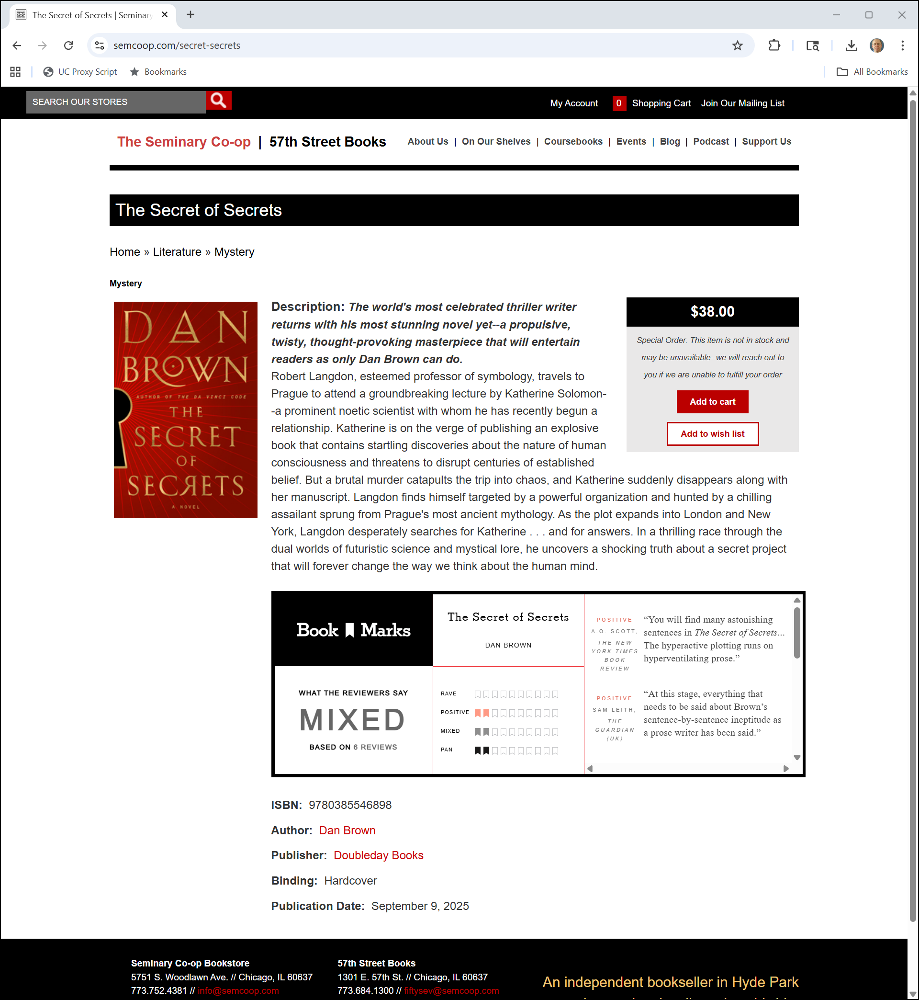 The Secret of Secrets | Seminary
semcoop.com/secret-secrets
UC Proxy Script
Bookmarks
All Bookmarks
SEARCH OUR STORES
My Account
0 Shopping Cart
Join Our Mailing List
The Seminary Co-op | 57th Street Books
About Us | On Our Shelves | Coursebooks | Events | Blog | Podcast | Support Us
The Secret of Secrets
Home » Literature » Mystery
Mystery
DAN
BROWN
AUTHOR OF THE DA VINCI CODE
THE
SECRET
OF
SECRETS
A NOVEL
Description: The world's most celebrated thriller writer
returns with his most stunning novel yet--a propulsive,
twisty, thought-provoking masterpiece that will entertain
readers as only Dan Brown can do.
Robert Langdon, esteemed professor of symbology, travels to
Prague to attend a groundbreaking lecture by Katherine Solomon-
-a prominent noetic scientist with whom he has recently begun a
relationship. Katherine is on the verge of publishing an explosive
book that contains startling discoveries about the nature of human
consciousness and threatens to disrupt centuries of established
belief. But a brutal murder catapults the trip into chaos, and Katherine suddenly disappears along with
her manuscript. Langdon finds himself targeted by a powerful organization and hunted by a chilling
assailant sprung from Prague's most ancient mythology. As the plot expands into London and New
York, Langdon desperately searches for Katherine . . . and for answers. In a thrilling race through the
dual worlds of futuristic science and mystical lore, he uncovers a shocking truth about a secret project
that will forever change the way we think about the human mind.
$38.00
Special Order. This item is not in stock and
may be unavailable--we will reach out to
you if we are unable to fulfill your order
Add to cart
Add to wish list
Book Marks
The Secret of Secrets
DAN BROWN
WHAT THE REVIEWERS SAY
MIXED
BASED ON 6 REVIEWS
RAVE
POSITIVE
MIXED
PAN
POSITIVE
A.O. SCOTT,
THE NEW
YORK TIMES
BOOK
REVIEW
“You will find many astonishing
sentences in The Secret of Secrets…
The hyperactive plotting runs on
hyperventilating prose.”
POSITIVE
SAM LEITH,
THE
GUARDIAN
(UK)
“At this stage, everything that
needs to be said about Brown’s
sentence-by-sentence ineptitude as
a prose writer has been said.”
ISBN: 9780385546898
Author: Dan Brown
Publisher: Doubleday Books
Binding: Hardcover
Publication Date: September 9, 2025
Seminary Co-op Bookstore
5751 S. Woodlawn Ave. // Chicago, IL 60637
773.752.4381 // info@semcoop.com
57th Street Books
1301 E. 57th St. // Chicago, IL 60637
773.684.1300 // fiftysev@semcoop.com
An independent bookseller in Hyde Park